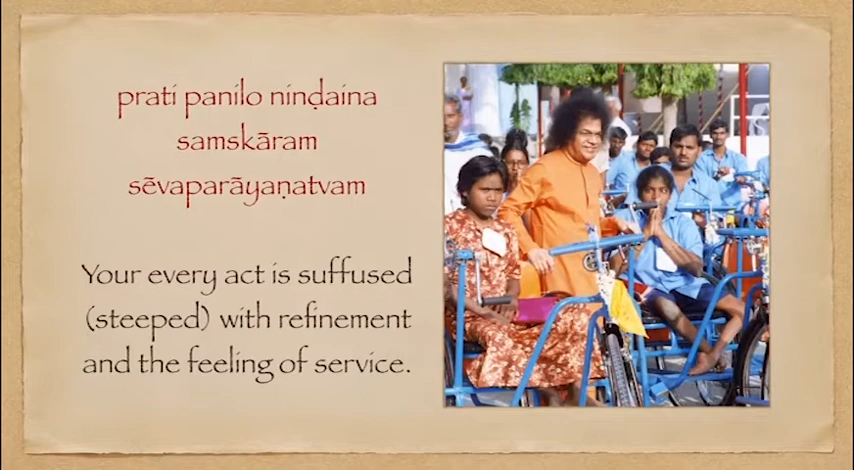 prati panilo ninḍaina
samskāram
sēvaparāyaṇatvam
Your every act is suffused
(steeped) with refinement
and the feeling of service.